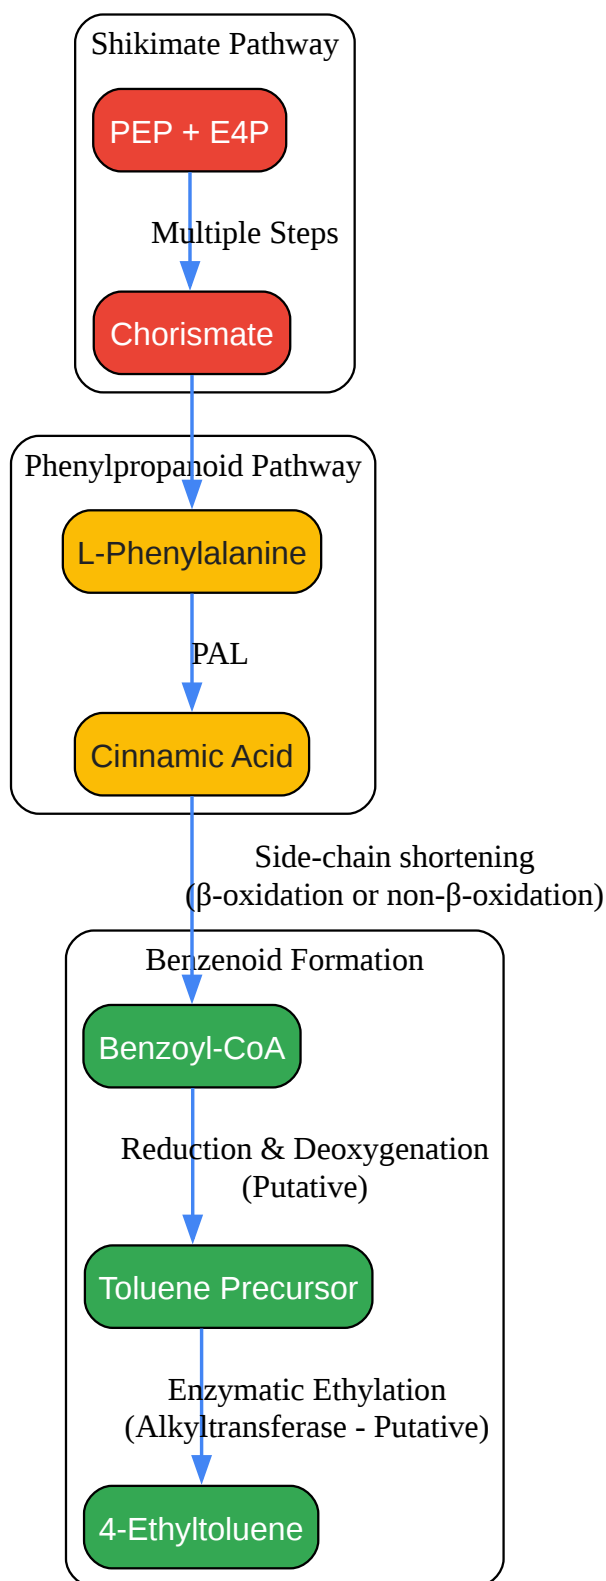 Shikimate Pathway
PEP + E4P
Multiple Steps
Chorismate
Phenylpropanoid Pathway
L-Phenylalanine
PAL
Cinnamic Acid
Side-chain shortening
(β-oxidation or non-β-oxidation)
Benzenoid Formation
Benzoyl-CoA
Reduction & Deoxygenation
(Putative)
Toluene Precursor
Enzymatic Ethylation
(Alkyltransferase - Putative)
4-Ethyltoluene